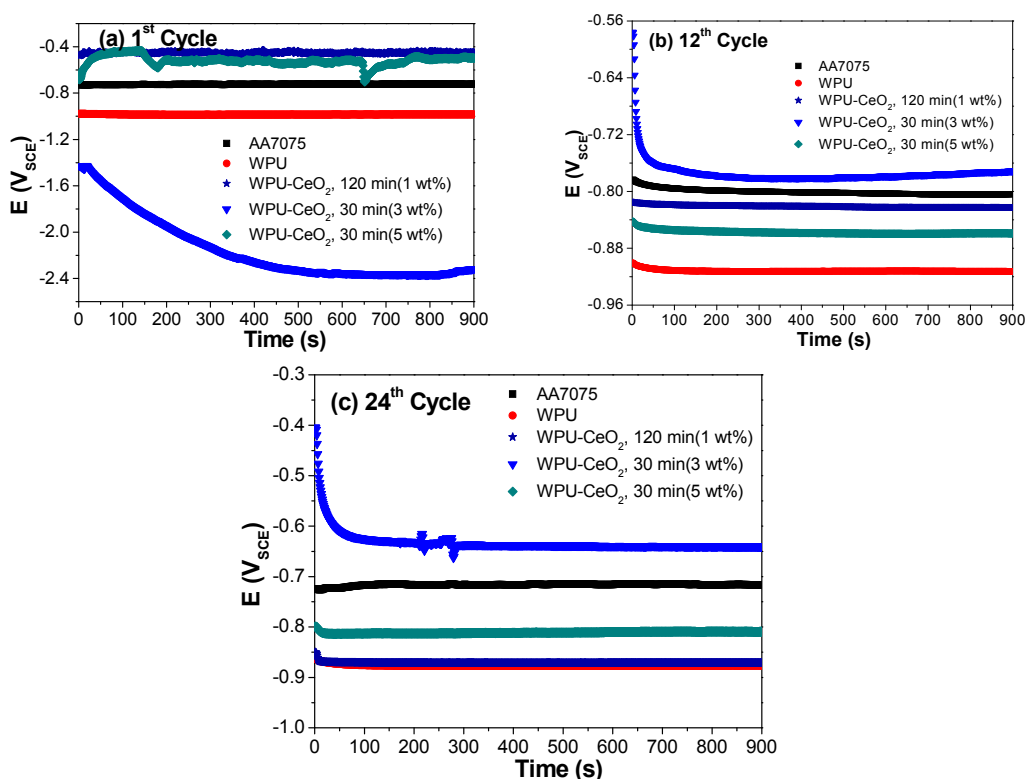 (a) 1st Cycle
E (VSCE)
-0.4
-0.8
-1.2
-1.6
-2.0
-2.4
AA7075
WPU
WPU-CeO2, 120 min(1 wt%)
WPU-CeO2, 30 min(3 wt%)
WPU-CeO2, 30 min(5 wt%)
0 100 200 300 400 500 600 700 800 900
Time (s)
(b) 12th Cycle
E (VSCE)
-0.56
-0.64
-0.72
-0.80
-0.88
-0.96
AA7075
WPU
WPU-CeO2, 120 min(1 wt%)
WPU-CeO2, 30 min(3 wt%)
WPU-CeO2, 30 min(5 wt%)
0 100 200 300 400 500 600 700 800 900
Time (s)
(c) 24th Cycle
E (VSCE)
-0.3
-0.4
-0.5
-0.6
-0.7
-0.8
-0.9
-1.0
AA7075
WPU
WPU-CeO2, 120 min(1 wt%)
WPU-CeO2, 30 min(3 wt%)
WPU-CeO2, 30 min(5 wt%)
0 100 200 300 400 500 600 700 800 900
Time (s)